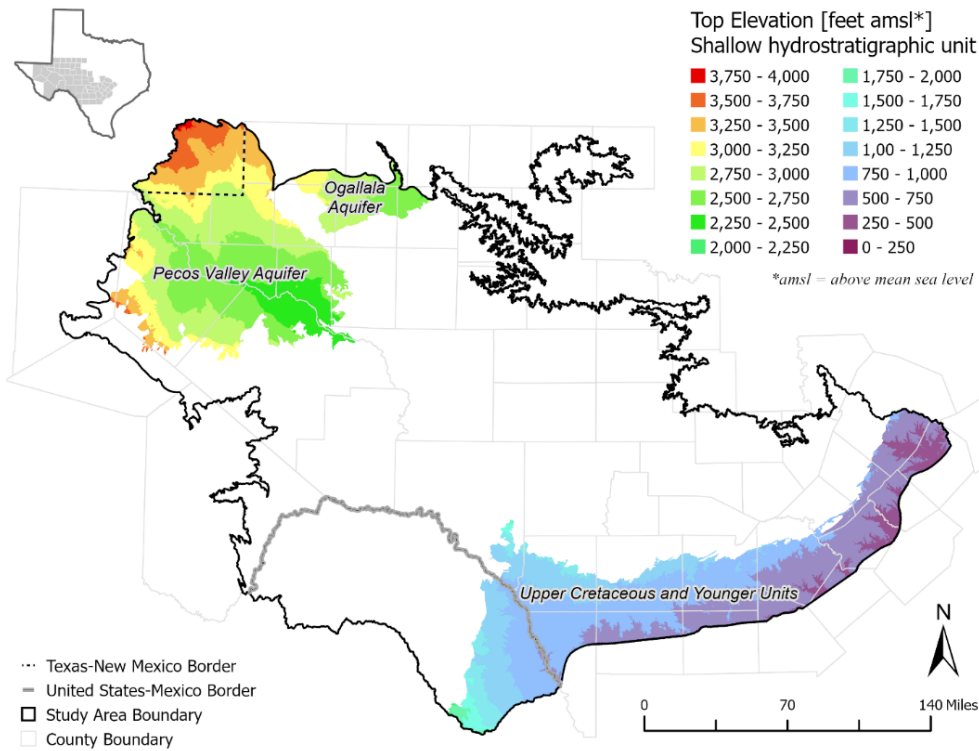 Top Elevation [feet amsl*]
Shallow hydrostratigraphic unit
3,750 - 4,000
3,500 - 3,750
3,250 - 3,500
3,000 - 3,250
2,750 - 3,000
2,500 - 2,750
2,250 - 2,500
2,000 - 2,250
1,750 - 2,000
1,500 - 1,750
1,250 - 1,500
1,00 - 1,250
750 - 1,000
500 - 750
250 - 500
0 - 250
*amsl = above mean sea level
Ogallala
Aquifer
Pecos Valley Aquifer
Upper Cretaceous and Younger Units
N
Texas-New Mexico Border
United States-Mexico Border
Study Area Boundary
County Boundary
0 70 140 Miles